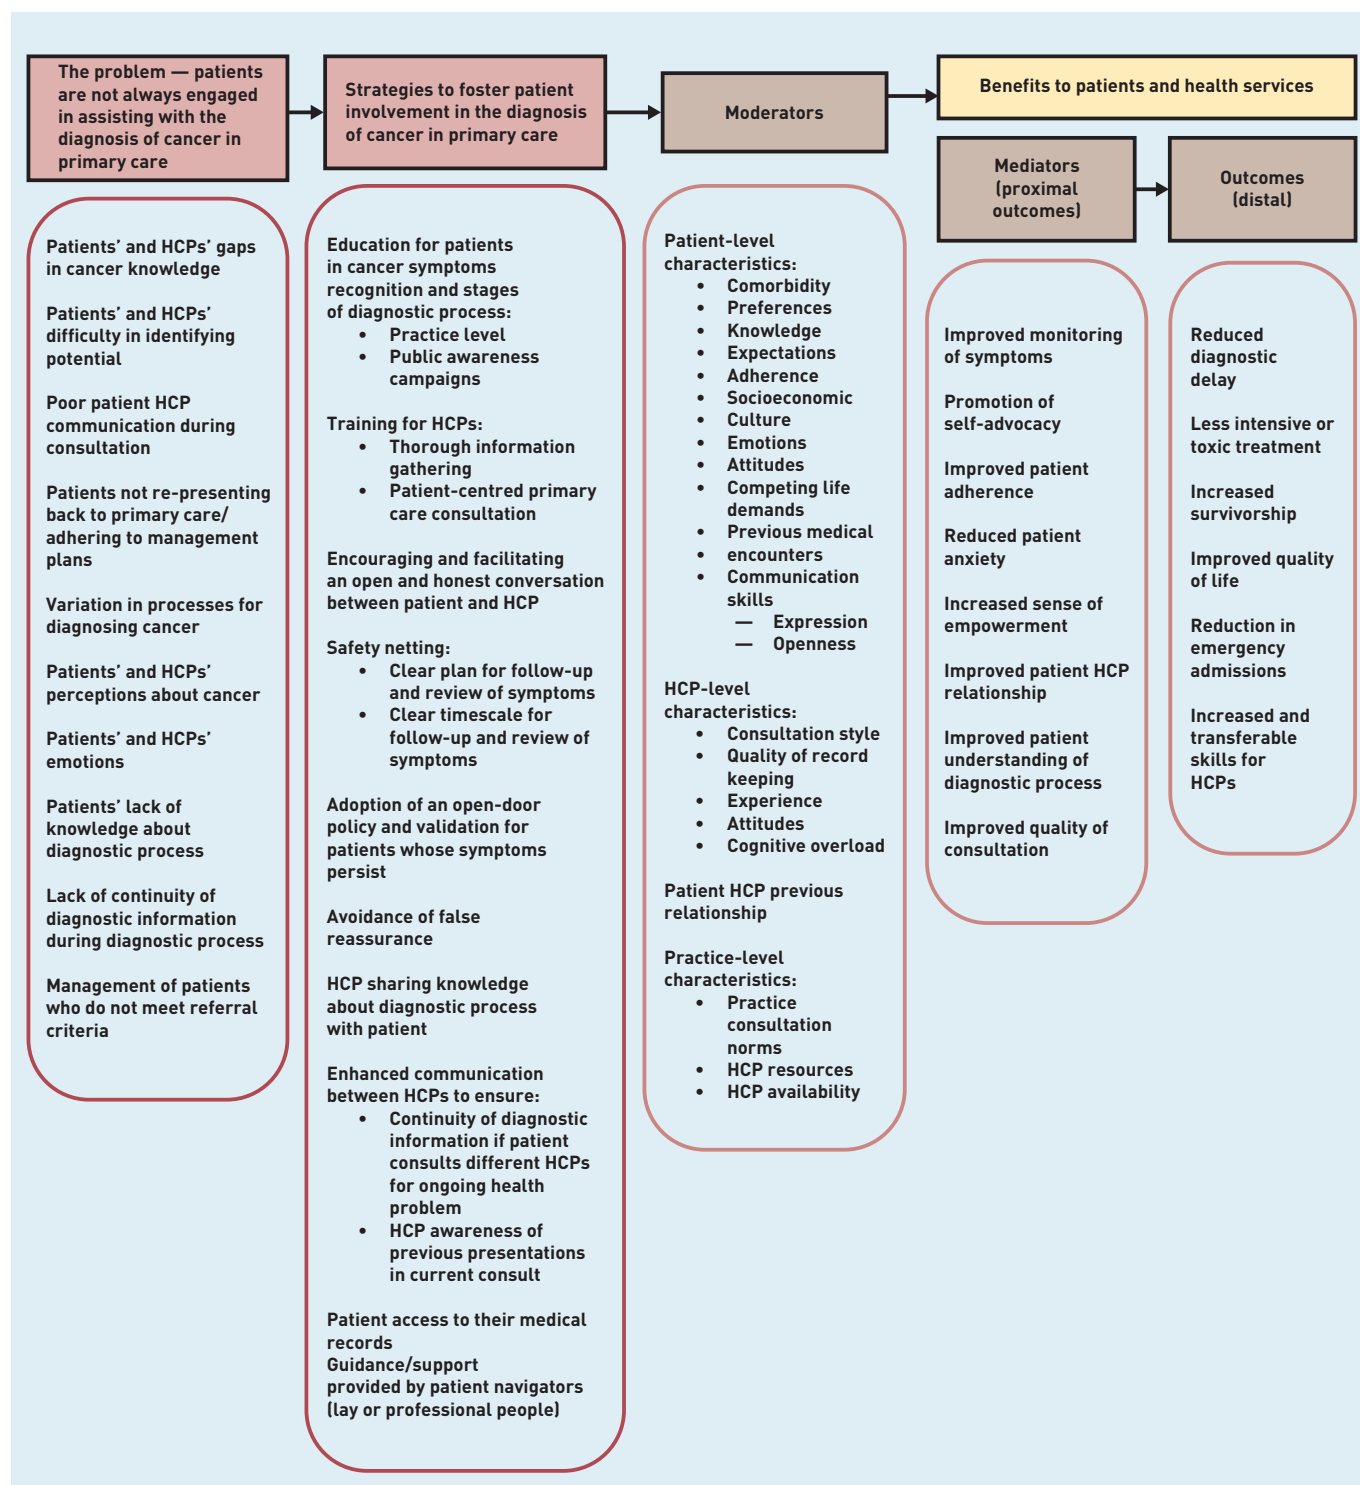 The problem — patients
are not always engaged
in assisting with the
diagnosis of cancer in
primary care
Strategies to foster patient
involvement in the diagnosis
of cancer in primary care
Moderators
Benefits to patients and health services
Mediators
(proximal
outcomes)
Outcomes
(distal)
Patients’ and HCPs’ gaps
in cancer knowledge
Patients’ and HCPs’
difficulty in identifying
potential
Poor patient HCP
communication during
consultation
Patients not re-presenting
back to primary care/
adhering to management
plans
Variation in processes for
diagnosing cancer
Patients’ and HCPs’
perceptions about cancer
Patients’ and HCPs’
emotions
Patients’ lack of
knowledge about
diagnostic process
Lack of continuity of
diagnostic information
during diagnostic process
Management of patients
who do not meet referral
criteria
Education for patients
in cancer symptoms
recognition and stages
of diagnostic process:
• Practice level
• Public awareness
campaigns
Training for HCPs:
• Thorough information
gathering
• Patient-centred primary
care consultation
Encouraging and facilitating
an open and honest conversation
between patient and HCP
Safety netting:
• Clear plan for follow-up
and review of symptoms
• Clear timescale for
follow-up and review of
symptoms
Adoption of an open-door
policy and validation for
patients whose symptoms
persist
Avoidance of false
reassurance
HCP sharing knowledge
about diagnostic process
with patient
Enhanced communication
between HCPs to ensure:
• Continuity of diagnostic
information if patient
consults different HCPs
for ongoing health
problem
• HCP awareness of
previous presentations
in current consult
Patient access to their medical
records
Guidance/support
provided by patient navigators
(lay or professional people)
Patient-level
characteristics:
• Comorbidity
• Preferences
• Knowledge
• Expectations
• Adherence
• Socioeconomic
• Culture
• Emotions
• Attitudes
• Competing life
demands
• Previous medical
• encounters
• Communication
skills
— Expression
— Openness
HCP-level
characteristics:
• Consultation style
• Quality of record
keeping
• Experience
• Attitudes
• Cognitive overload
Patient HCP previous
relationship
Practice-level
characteristics:
• Practice
consultation
norms
• HCP resources
• HCP availability
Improved monitoring
of symptoms
Promotion of
self-advocacy
Improved patient
adherence
Reduced patient
anxiety
Increased sense of
empowerment
Improved patient HCP
relationship
Improved patient
understanding of
diagnostic process
Improved quality of
consultation
Reduced
diagnostic
delay
Less intensive or
toxic treatment
Increased
survivorship
Improved quality
of life
Reduction in
emergency
admissions
Increased and
transferable
skills for
HCPs